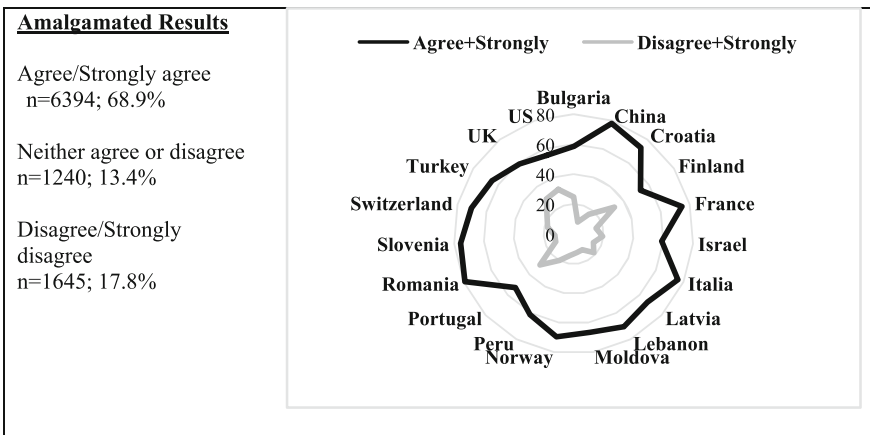 Amalgamated Results
Agree/Strongly agree
n=6394; 68.9%
Neither agree or disagree
n=1240; 13.4%
Disagree/Strongly
disagree
n=1645; 17.8%
Agree+Strongly
Disagree+Strongly
80
60
40
20
0
Bulgaria
China
Croatia
Finland
France
Israel
Italia
Latvia
Lebanon
Moldova
Norway
Peru
Portugal
Romania
Slovenia
Switzerland
Turkey
UK
US